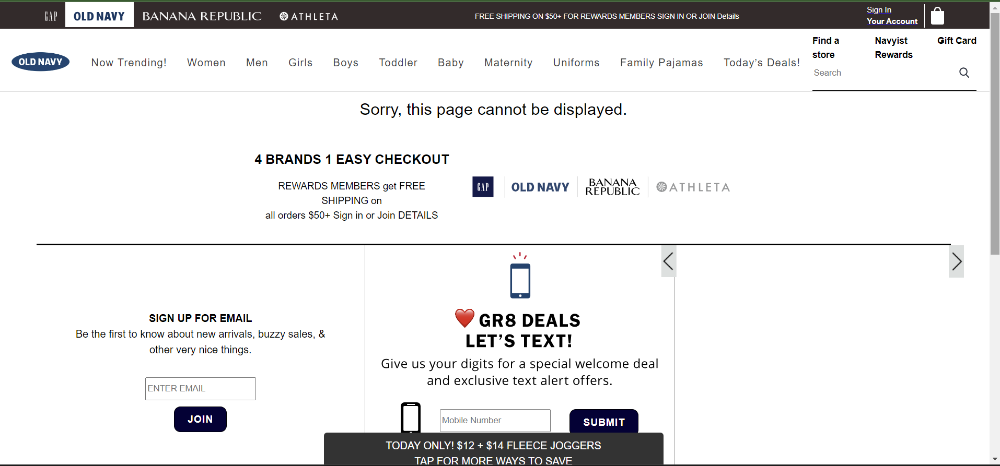 GAP OLD NAVY BANANA REPUBLIC ATHLETA FREE SHIPPING ON $50+ FOR REWARDS MEMBERS SIGN IN OR JOIN Details
Sign In
Your Account
Find a
store
Navyist
Rewards
Gift Card
OLD NAVY Now Trending! Women Men Girls Boys Toddler Baby Maternity Uniforms Family Pajamas Today's Deals!
Search
Sorry, this page cannot be displayed.
4 BRANDS 1 EASY CHECKOUT
REWARDS MEMBERS get FREE
SHIPPING on
all orders $50+ Sign in or Join DETAILS
GAP
OLD NAVY
BANANA
REPUBLIC
ATHLETA
SIGN UP FOR EMAIL
Be the first to know about new arrivals, buzzy sales, &
other very nice things.
ENTER EMAIL
JOIN
GR8 DEALS
LET'S TEXT!
Give us your digits for a special welcome deal
and exclusive text alert offers.
Mobile Number
SUBMIT
TODAY ONLY! $12 + $14 FLEECE JOGGERS
TAP FOR MORE WAYS TO SAVE